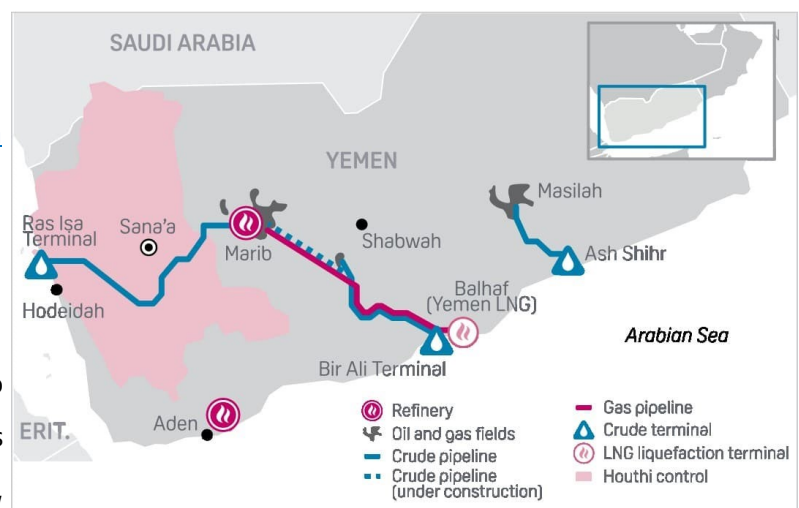 SAUDI ARABIA
YEMEN
Masilah
Ras Isa
Terminal
Sana'a
Marib
Shabwah
Ash Shihr
Hodeidah
Balhaf
(Yemen LNG)
Arabian Sea
Bir Ali Terminal
Aden
ERIT.
Refinery
Oil and gas fields
Crude pipeline
Crude pipeline
(under construction)
Gas pipeline
Crude terminal
LNG liquefaction terminal
Houthi control